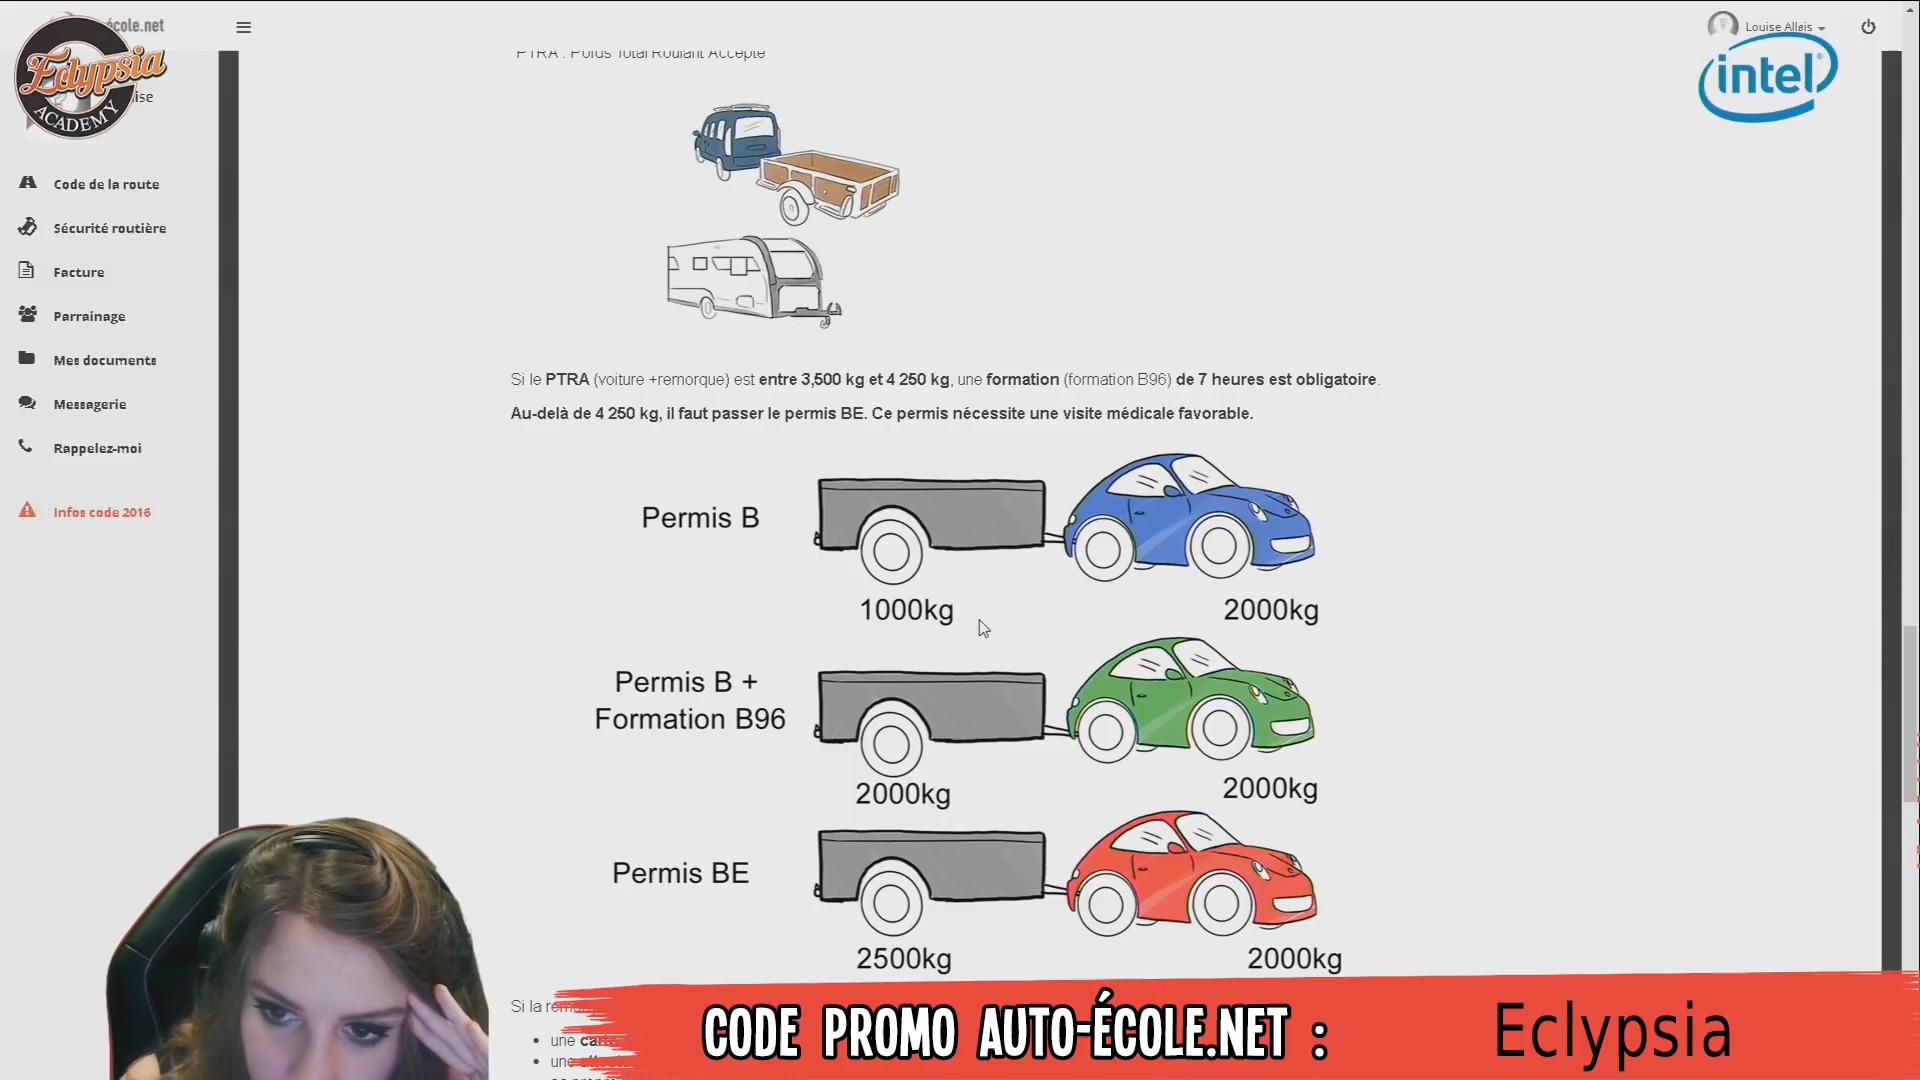 école.net
Louise Allais
Eclypsia
ACADEMY
intel
PTRA : Poids Total Roulant Accepté
Code de la route
Sécurité routière
Facture
Parrainage
Mes documents
Messagerie
Rappelez-moi
Infos code 2016
Si le PTRA (voiture +remorque) est entre 3,500 kg et 4 250 kg, une formation (formation B96) de 7 heures est obligatoire.
Au-delà de 4 250 kg, il faut passer le permis BE. Ce permis nécessite une visite médicale favorable.
Permis B
1000kg 2000kg
Permis B +
Formation B96
2000kg 2000kg
Permis BE
2500kg 2000kg
Si la
une
une
CODE PROMO AUTO-ÉCOLE.NET : Eclypsia